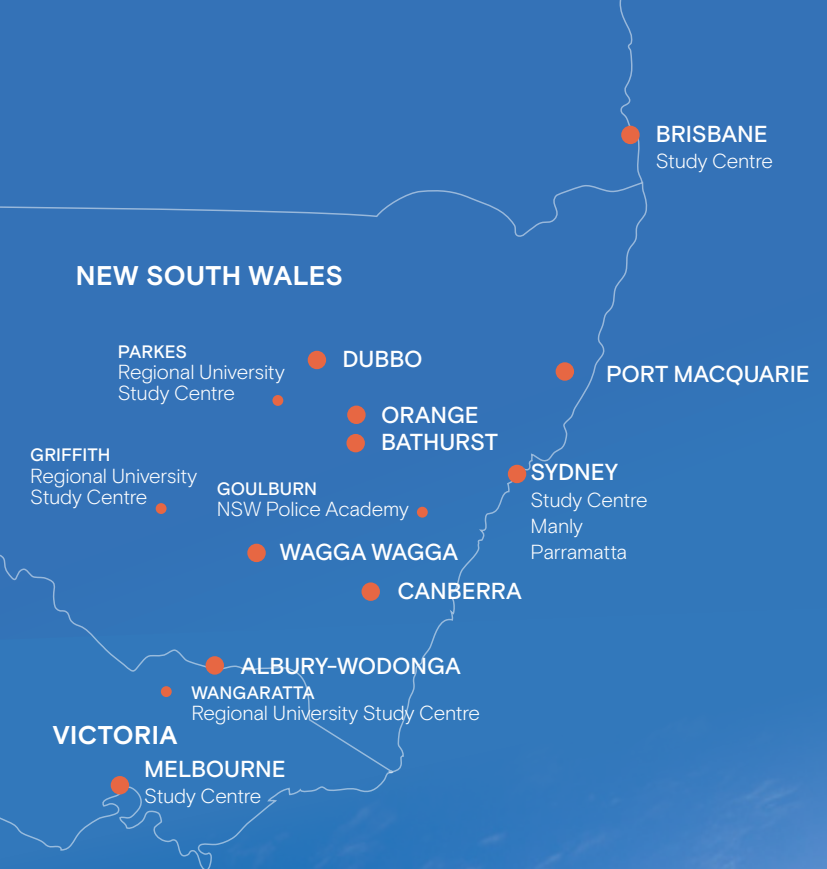 BRISBANE
Study Centre
NEW SOUTH WALES
PARKES
Regional University
Study Centre
DUBBO
PORT MACQUARIE
ORANGE
BATHURST
GRIFFITH
Regional University
Study Centre
GOULBURN
NSW Police Academy
SYDNEY
Study Centre
Manly
Parramatta
WAGGA WAGGA
CANBERRA
ALBURY-WODONGA
WANGARATTA
Regional University Study Centre
VICTORIA
MELBOURNE
Study Centre